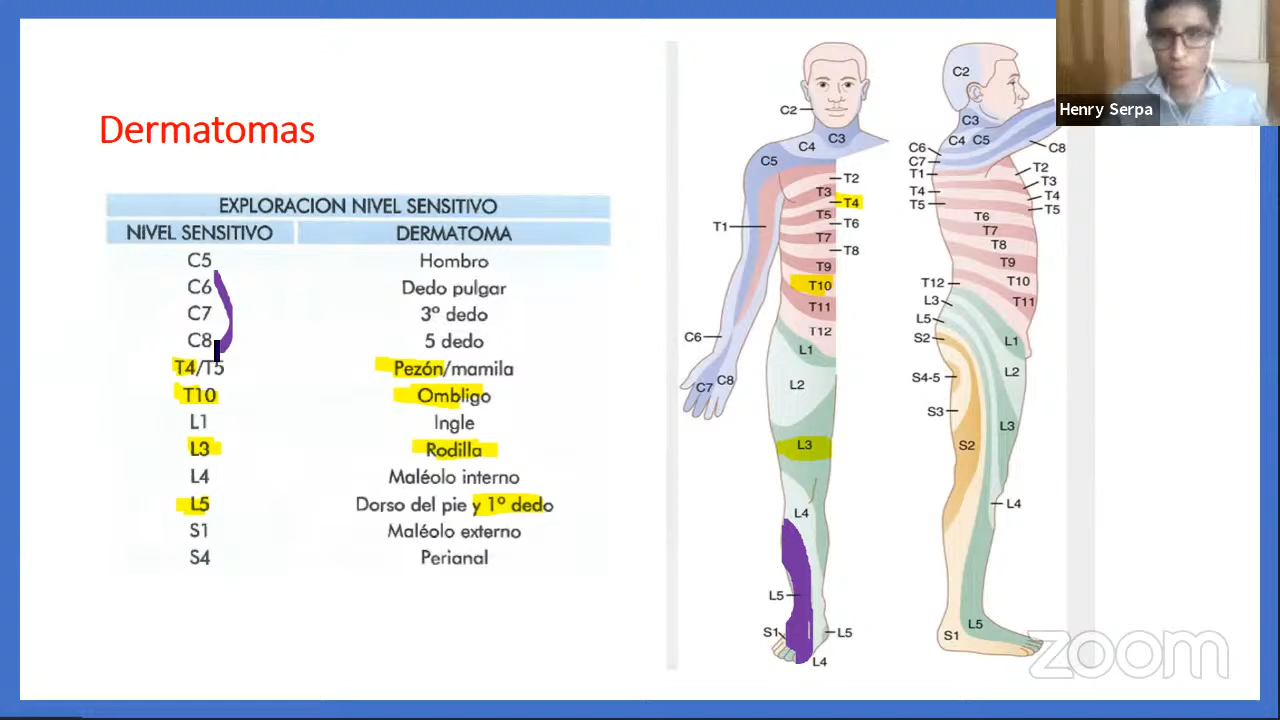 Dermatomas
EXPLORACION NIVEL SENSITIVO
NIVEL SENSITIVO DERMATOMA
C5 Hombro
C6 Dedo pulgar
C7 3º dedo
C8 5 dedo
T4/T5 Pezón/mamila
T10 Ombligo
L1 Ingle
L3 Rodilla
L4 Maléolo interno
L5 Dorso del pie y 1º dedo
S1 Maléolo externo
S4 Perianal
C2
C3
C4
C5
T2
T3
T4
T5
T6
T1
T7
T8
T9
T10
T11
T12
C6
L1
C8
C7
L2
L3
L4
L5
S1
L5
L4
C2
C3
C4
C5
C6
C8
C7
T1
T2
T3
T4
T4
T5
T5
T6
T7
T8
T9
T10
T12
T11
L3
L5
S2
L1
S4-5
L2
S3
L3
S2
L4
L5
S1
Henry Serpa
zoom